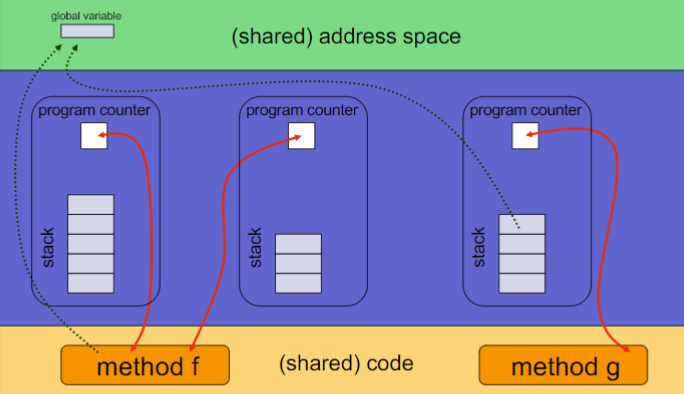 global variable
(shared) address space
program counter
program counter
program counter
stack
stack
stack
method f
(shared) code
method g